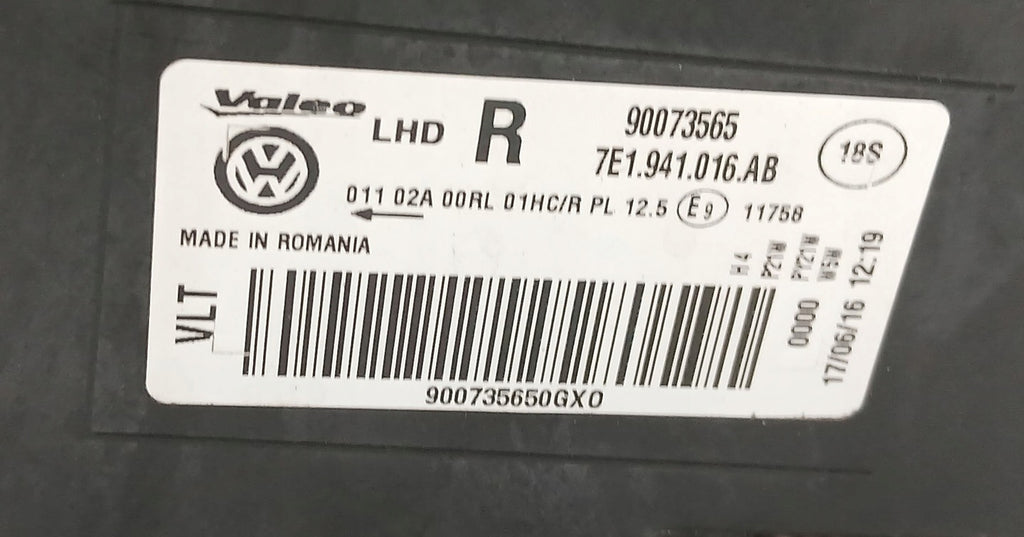 Valeo
LHD R
90073565
7E1.941.016.AB
18S
011 02A 00RL 01HC/R PL 12.5 E9 11758
MADE IN ROMANIA
VLT
H4
P21W
PY21W
W5W
0000
17/06/16 12:19
900735650GX0